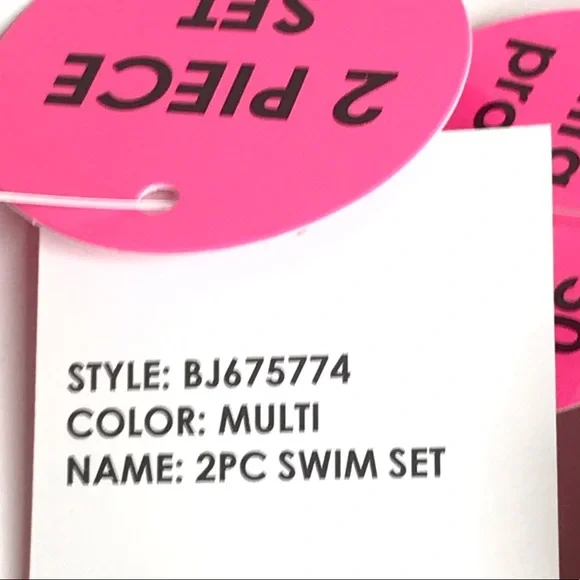 2 PIECE
SET
STYLE: BJ675774
COLOR: MULTI
NAME: 2PC SWIM SET